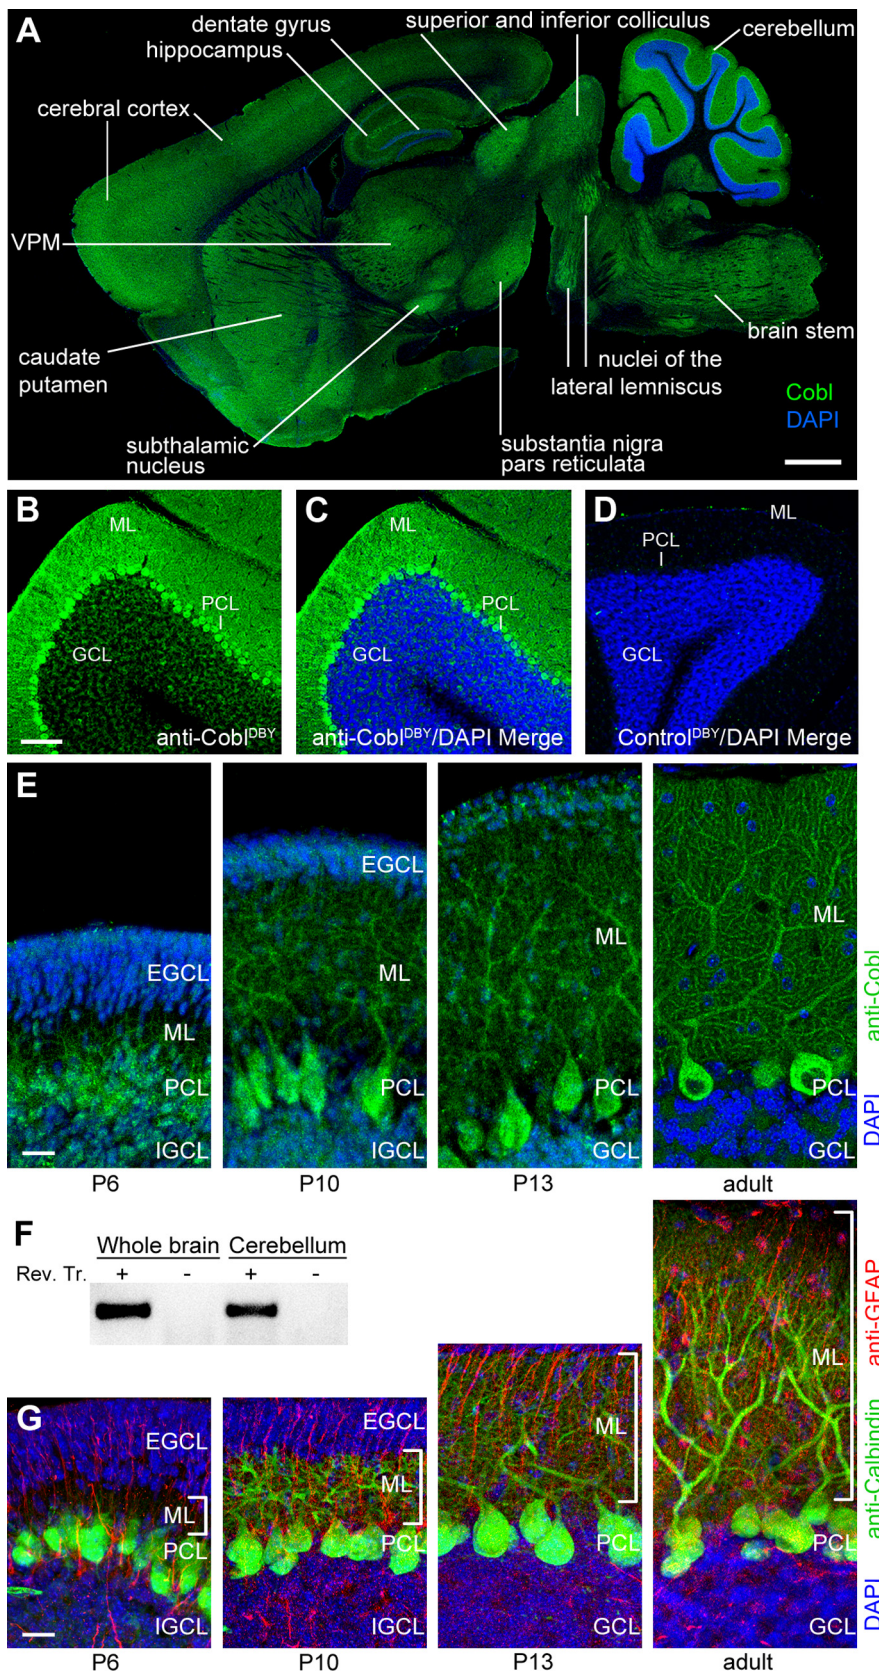 A
dentate gyrus
hippocampus
superior and inferior colliculus
cerebellum
cerebral cortex
VPM
caudate
putamen
subthalamic
nucleus
substantia nigra
pars reticulata
nuclei of the
lateral lemniscus
brain stem
Cobl
DAPI
B
ML
PCL
GCL
anti-Cobl^DBY
C
ML
PCL
GCL
anti-Cobl^DBY/DAPI Merge
D
ML
PCL
GCL
Control^DBY/DAPI Merge
E
EGCL
ML
PCL
IGCL
P6
EGCL
ML
PCL
IGCL
P10
ML
PCL
GCL
P13
ML
PCL
GCL
adult
anti-Cobl
DAPI
F
Whole brain Cerebellum
Rev. Tr. + - + -
G
EGCL
ML
PCL
IGCL
P6
EGCL
ML
PCL
IGCL
P10
ML
PCL
GCL
P13
ML
PCL
GCL
adult
anti-GFAP
anti-Calbindin
DAPI